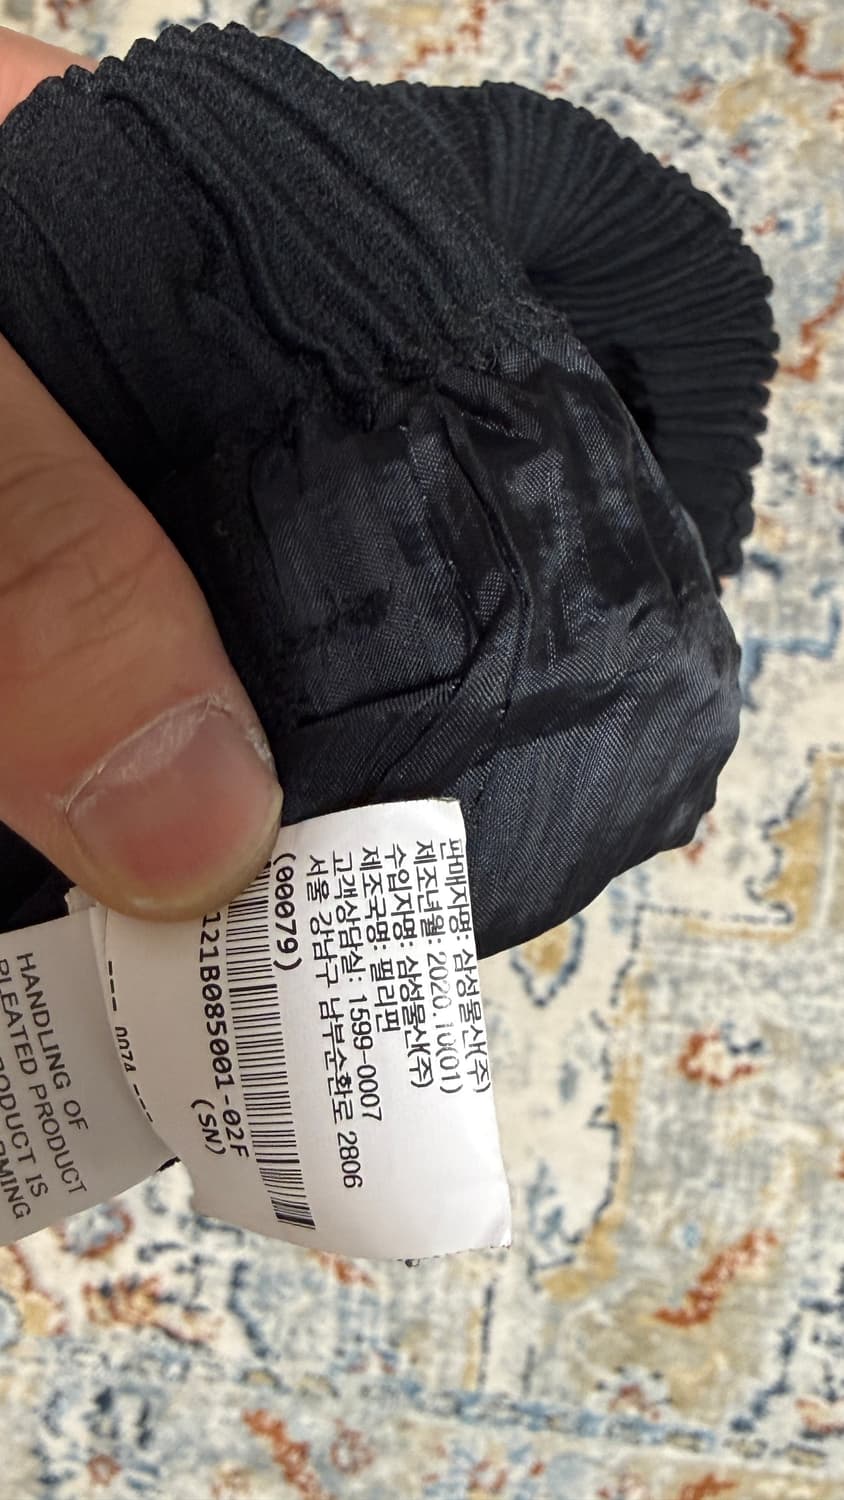 판매자명: 삼성물산(주)
제조년월: 2020.10(01)
수입자명: 삼성물산(주)
제조국명: 필리핀
고객상담실: 1599-0007
서울 강남구 남부순환로 2806
(00079)
121B085001-02F
(SN)
--- 0074 ---
HANDLING OF
PLEATED PRODUCT
PRODUCT IS